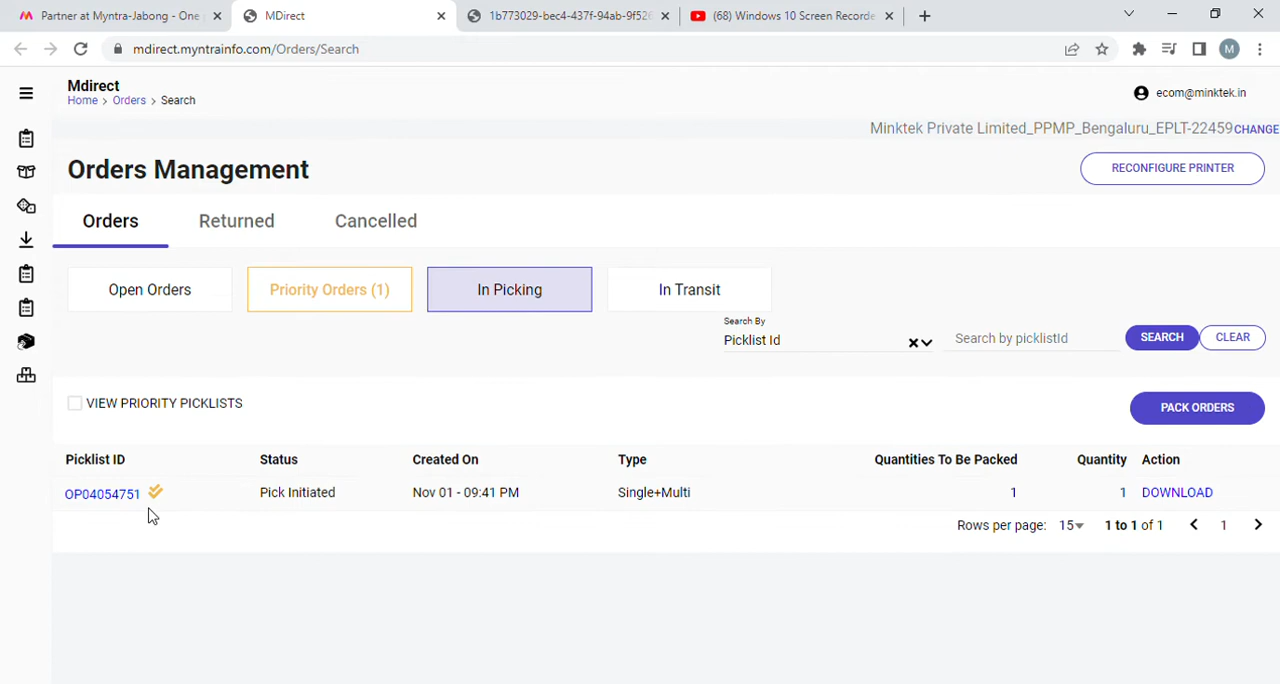 Partner at Myntra-Jabong - One
MDirect
1b773029-bec4-437f-94ab-9f526
(68) Windows 10 Screen Recorde
mdirect.myntrainfo.com/Orders/Search
M
Mdirect
Home > Orders > Search
ecom@minktek.in
Minktek Private Limited_PPMP_Bengaluru_EPLT-22459 CHANGE
Orders Management
RECONFIGURE PRINTER
Orders Returned Cancelled
Open Orders Priority Orders (1) In Picking In Transit
Search By
Picklist Id
Search by picklistId
SEARCH
CLEAR
VIEW PRIORITY PICKLISTS
PACK ORDERS
Picklist ID Status Created On Type Quantities To Be Packed Quantity Action
OP04054751 Pick Initiated Nov 01 - 09:41 PM Single+Multi 1 1 DOWNLOAD
Rows per page: 15 1 to 1 of 1 1